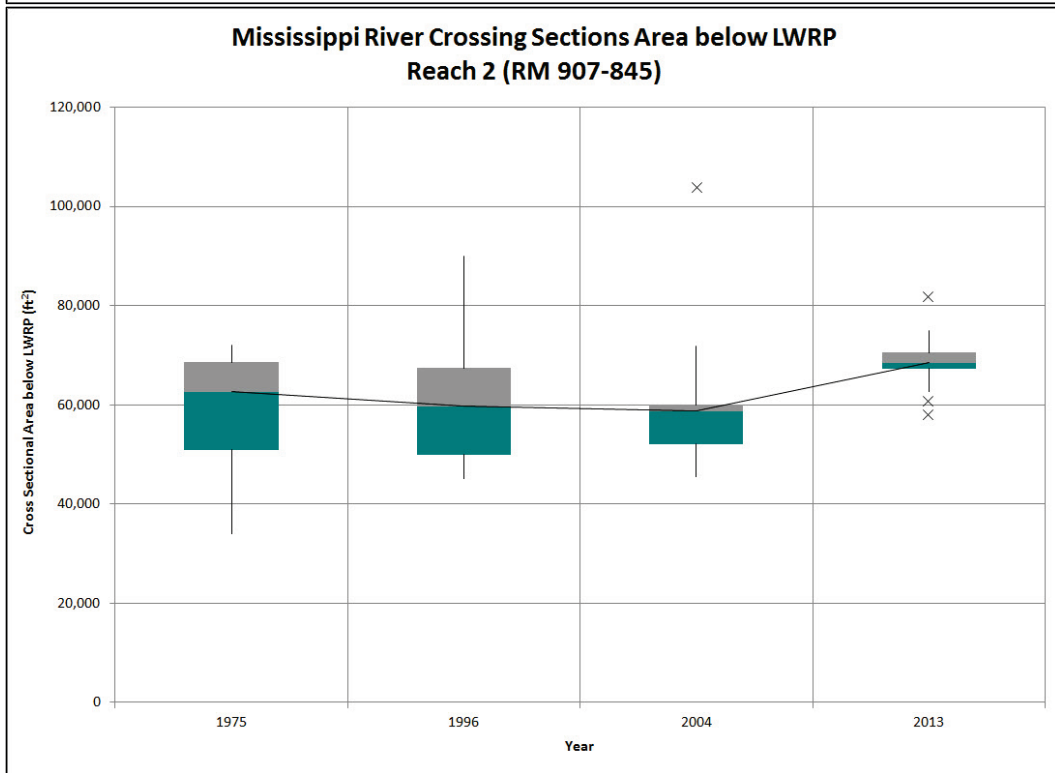 Mississippi River Crossing Sections Area below LWRP
Reach 2 (RM 907-845)
120,000
100,000
80,000
60,000
40,000
20,000
0
Cross Sectional Area below LWRP (ft²)
1975
1996
2004
2013
Year